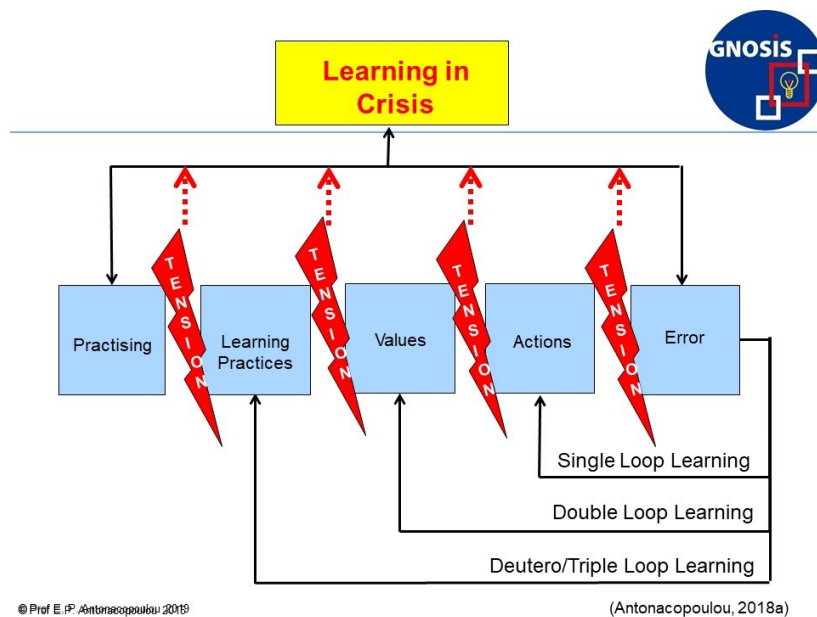 GNOSIS
Learning in
Crisis
TENSION
TENSION
TENSION
TENSION
Practising
Learning
Practices
Values
Actions
Error
Single Loop Learning
Double Loop Learning
Deutero/Triple Loop Learning
© Prof E. P. Antonacopoulou 2019
(Antonacopoulou, 2018a)